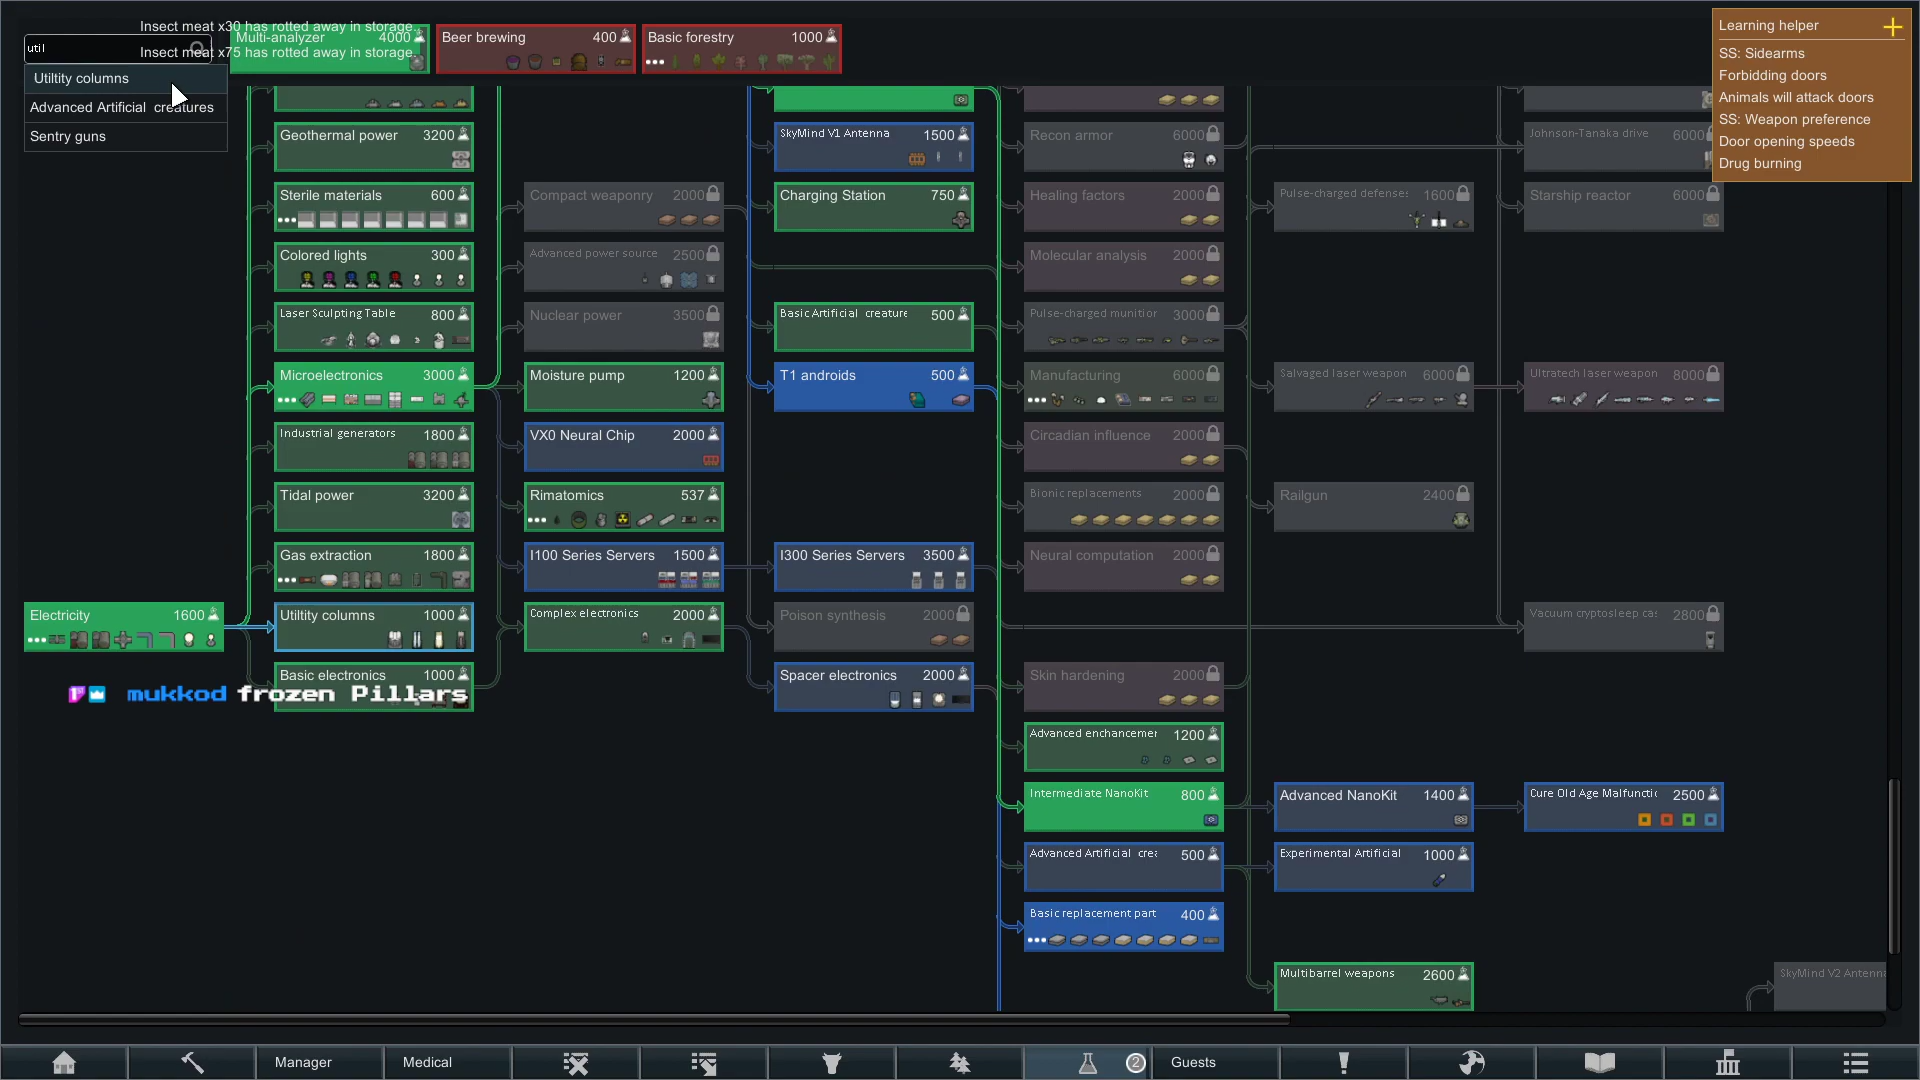 Insect meat x30 has rotted away in storage.
util
Insect meat x75 has rotted away in storage.
Multi-analyzer 4000
Beer brewing 400
Basic forestry 1000
Utiltity columns
Advanced Artificial creatures
Sentry guns
Learning helper
SS: Sidearms
Forbidding doors
Animals will attack doors
SS: Weapon preference
Door opening speeds
Drug burning
Geothermal power 3200
SkyMind V1 Antenna 1500
Recon armor 6000
Johnson-Tanaka drive 6000
Sterile materials 600
Compact weaponry 2000
Charging Station 750
Healing factors 2000
Pulse-charged defenses 1600
Starship reactor 6000
Colored lights 300
Advanced power source 2500
Molecular analysis 2000
Laser Sculpting Table 800
Nuclear power 3500
Basic Artificial creature 500
Pulse-charged munition 3000
Microelectronics 3000
Moisture pump 1200
T1 androids 500
Manufacturing 6000
Salvaged laser weapon 6000
Ultratech laser weapon 8000
Industrial generators 1800
VX0 Neural Chip 2000
Circadian influence 2000
Tidal power 3200
Rimatomics 537
Bionic replacements 2000
Railgun 2400
Gas extraction 1800
I100 Series Servers 1500
I300 Series Servers 3500
Neural computation 2000
Electricity 1600
Utiltity columns 1000
Complex electronics 2000
Poison synthesis 2000
Vacuum cryptosleep cas 2800
Basic electronics 1000
Spacer electronics 2000
Skin hardening 2000
mukkod frozen Pillars
Advanced enchancemer 1200
Intermediate NanoKit 800
Advanced NanoKit 1400
Cure Old Age Malfunctic 2500
Advanced Artificial crea 500
Experimental Artificial 1000
Basic replacement part 400
Multibarrel weapons 2600
SkyMind V2 Antenna
Manager
Medical
2
Guests